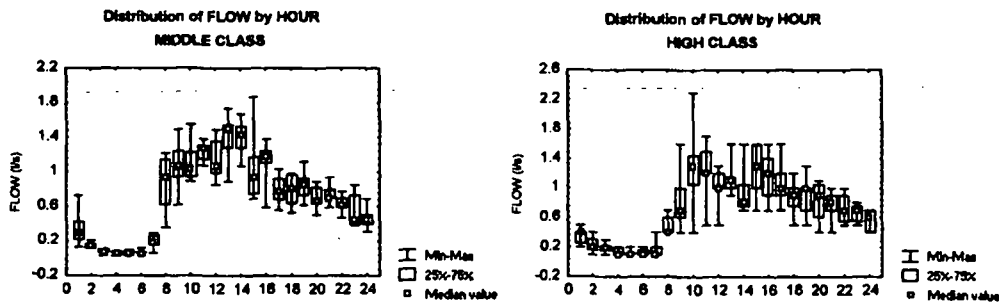 Distribution of FLOW by HOUR
MIDDLE CLASS
2.2
1.8
1.4
1
0.6
0.2
-0.2
FLOW (l/s)
0 2 4 6 8 10 12 14 16 18 20 22 24
Min-Max
25%-75%
Median value
Distribution of FLOW by HOUR
HIGH CLASS
2.6
2.2
1.8
1.4
1
0.6
0.2
-0.2
FLOW (l/s)
0 2 4 6 8 10 12 14 16 18 20 22 24
Min-Max
25%-75%
Median value